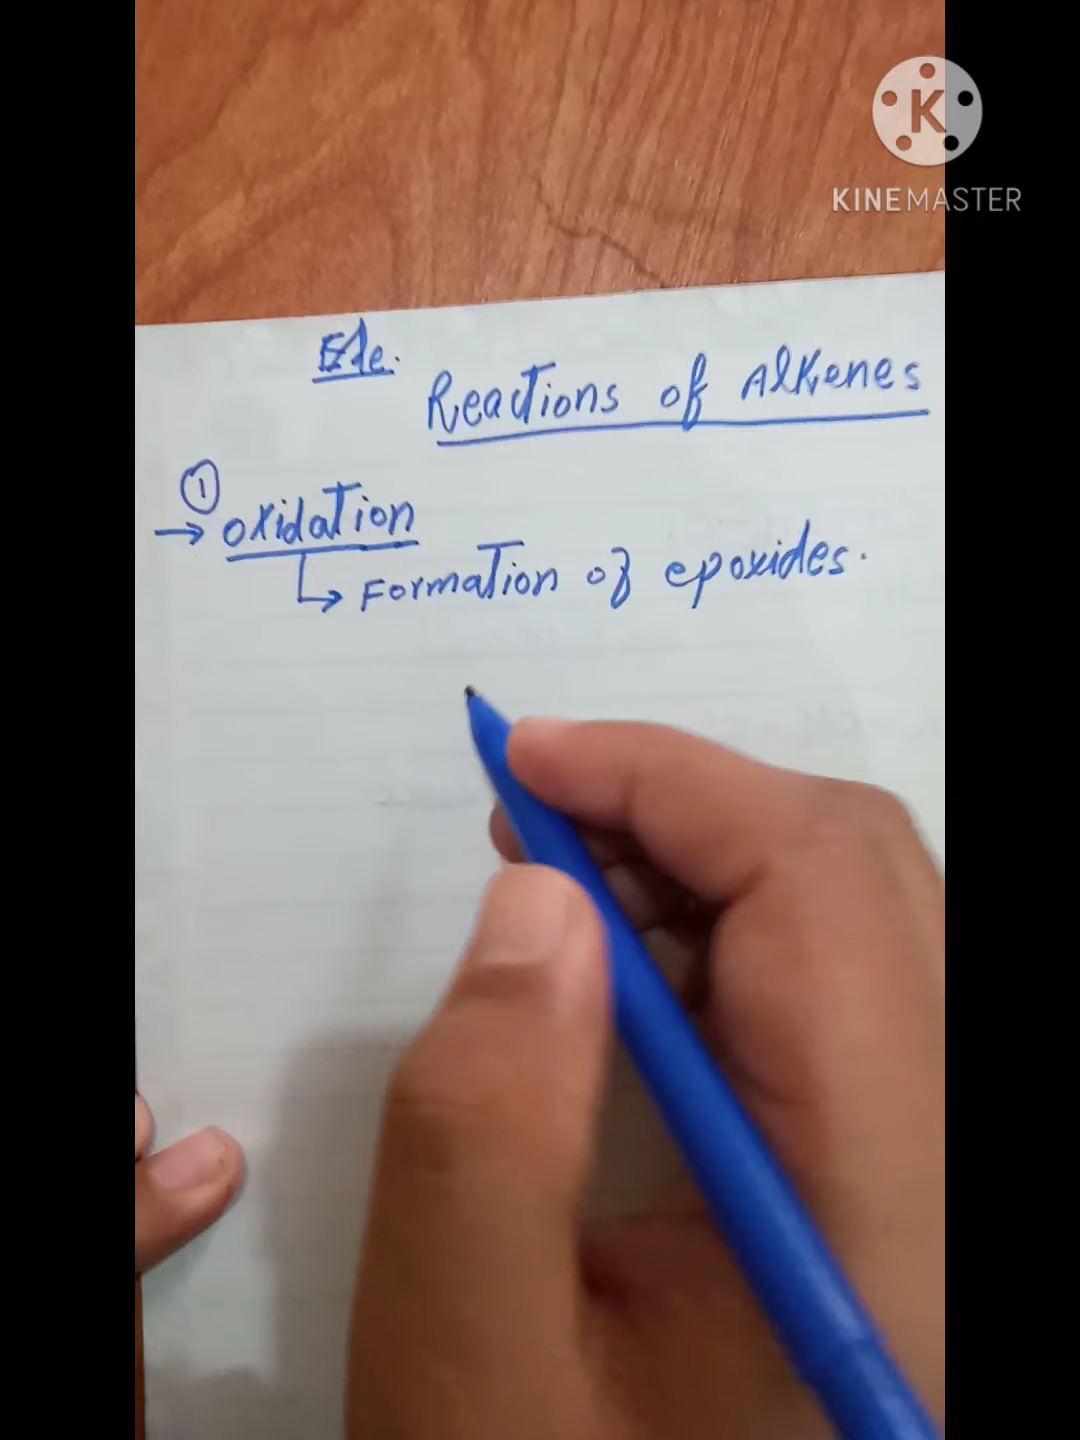 K
KINEMASTER
Reactions of Alkenes
①
→ oxidation
↳ Formation of epoxides.